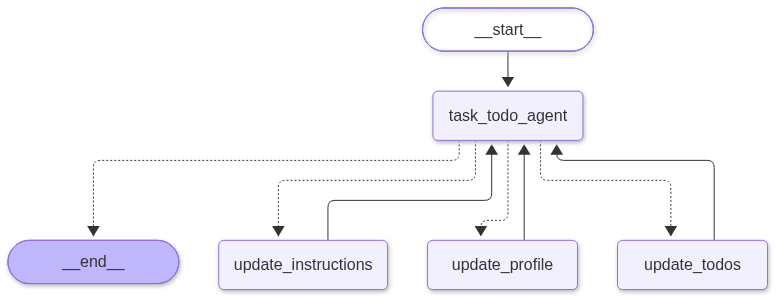 __start__
task_todo_agent
__end__
update_instructions
update_profile
update_todos